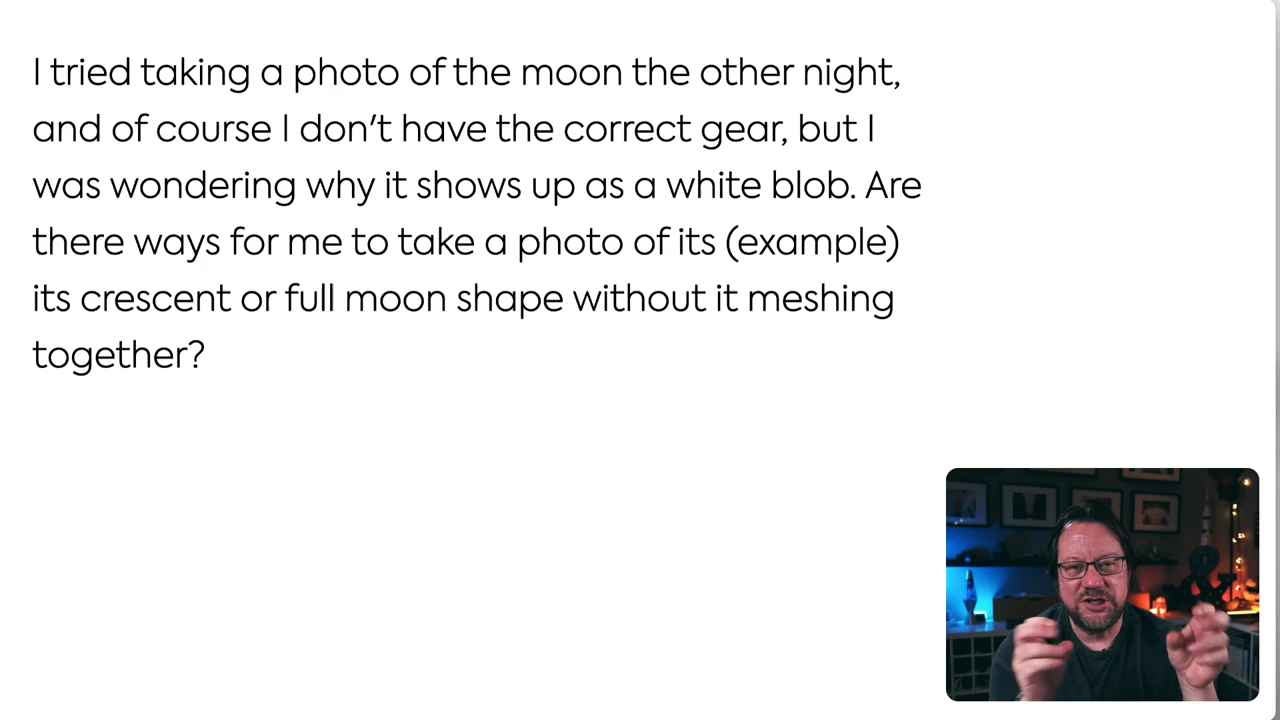 I tried taking a photo of the moon the other night,
and of course I don't have the correct gear, but I
was wondering why it shows up as a white blob. Are
there ways for me to take a photo of its (example)
its crescent or full moon shape without it meshing
together?